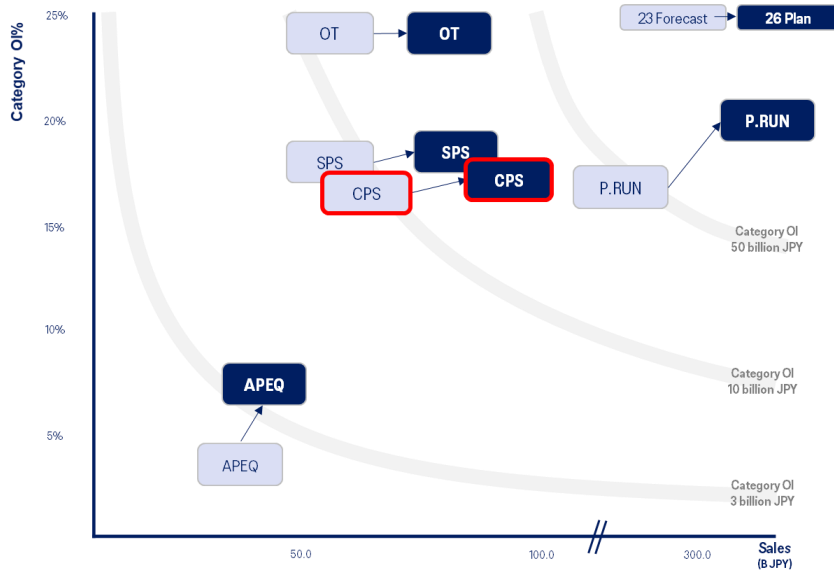 Category OI%
25%
20%
15%
10%
5%
23 Forecast
26 Plan
OT
OT
P.RUN
SPS
SPS
CPS
CPS
P.RUN
Category OI
50 billion JPY
APEQ
Category OI
10 billion JPY
APEQ
Category OI
3 billion JPY
50.0
100.0
300.0
Sales
(B JPY)